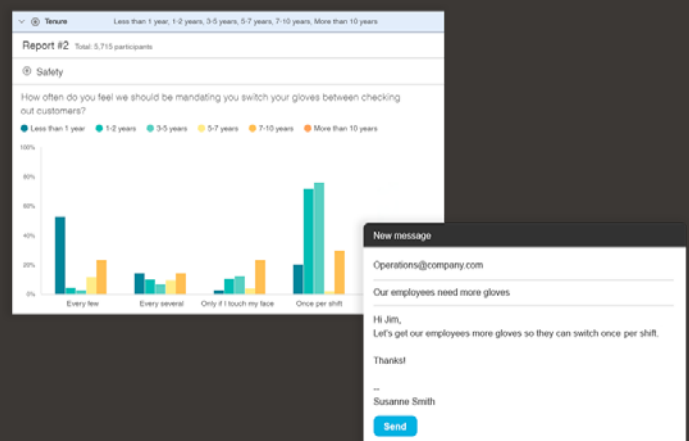 Tenure Less than 1 year, 1-2 years, 3-5 years, 5-7 years, 7-10 years, More than 10 years
Report #2 Total: 5,715 participants
Safety
How often do you feel we should be mandating you switch your gloves between checking
out customers?
Less than 1 year 1-2 years 3-5 years 5-7 years 7-10 years More than 10 years
100%
80%
60%
40%
20%
0%
Every few Every several Only if I touch my face Once per shift
New message
Operations@company.com
Our employees need more gloves
Hi Jim,
Let's get our employees more gloves so they can switch once per shift.
Thanks!
--
Susanne Smith
Send